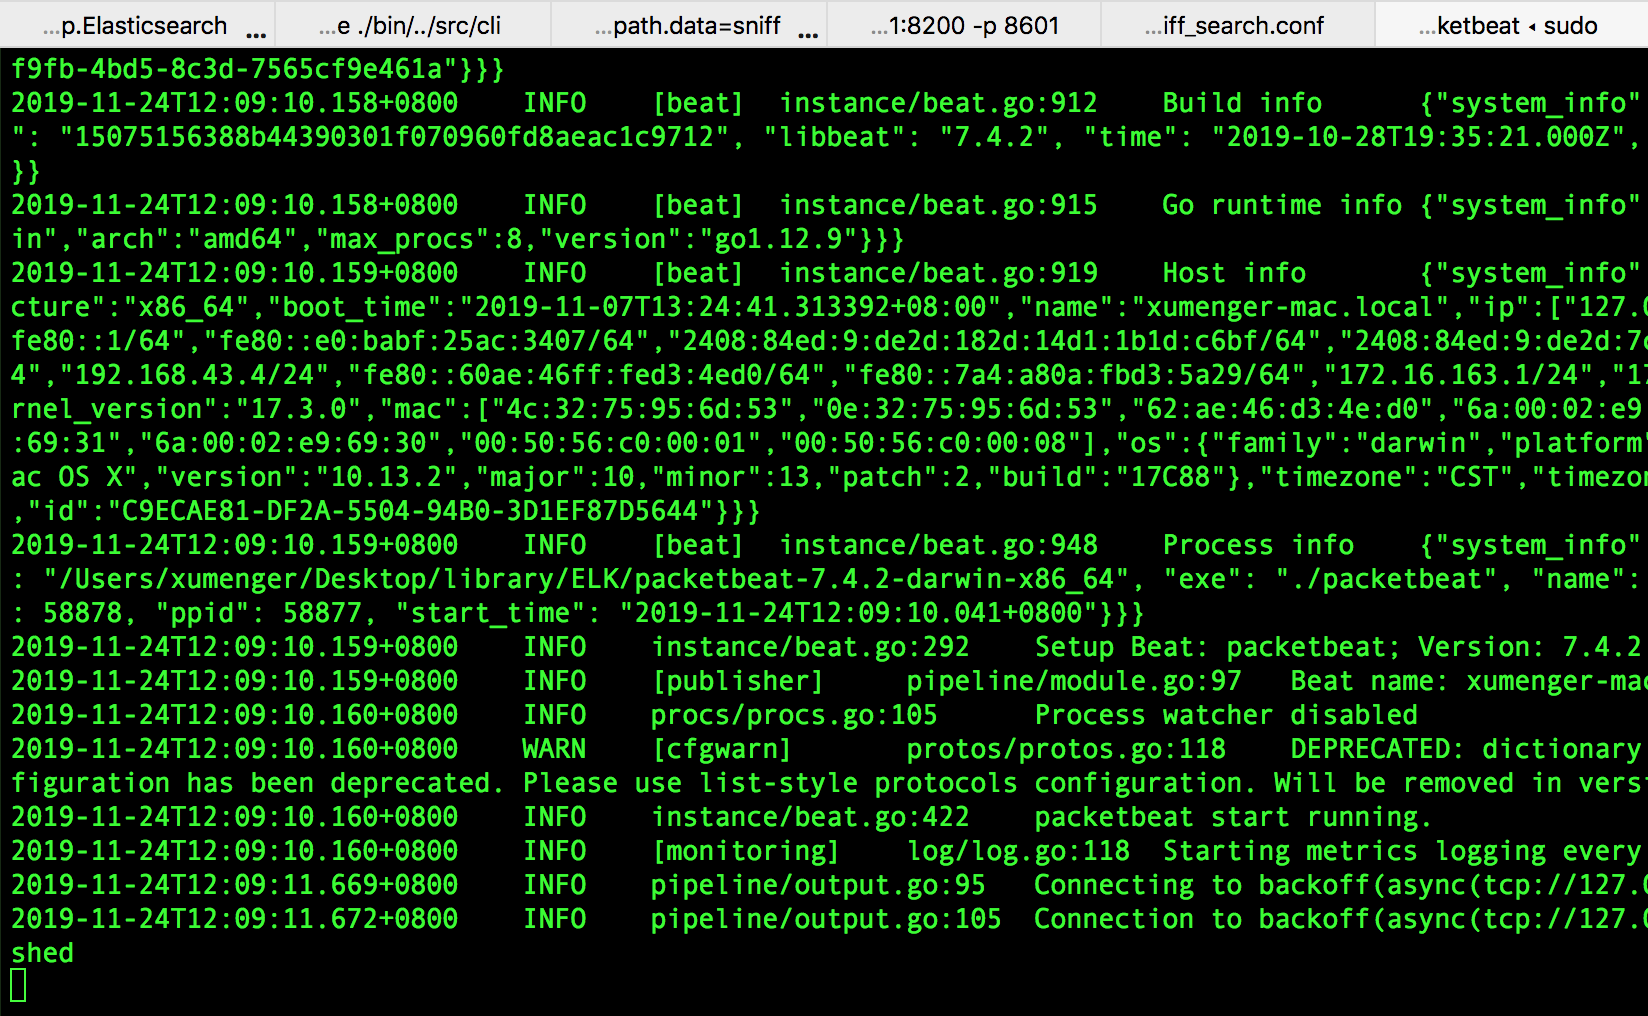 ...p.Elasticsearch ...
...e ./bin/../src/cli
...path.data=sniff ...
...1:8200 -p 8601
...iff_search.conf
...ketbeat ◂ sudo
f9fb-4bd5-8c3d-7565cf9e461a"}}}
2019-11-24T12:09:10.158+0800    INFO    [beat]  instance/beat.go:912    Build info      {"system_info"
": "15075156388b44390301f070960fd8aeac1c9712", "libbeat": "7.4.2", "time": "2019-10-28T19:35:21.000Z",
}}
2019-11-24T12:09:10.158+0800    INFO    [beat]  instance/beat.go:915    Go runtime info {"system_info"
in","arch":"amd64","max_procs":8,"version":"go1.12.9"}}}
2019-11-24T12:09:10.159+0800    INFO    [beat]  instance/beat.go:919    Host info       {"system_info"
cture":"x86_64","boot_time":"2019-11-07T13:24:41.313392+08:00","name":"xumenger-mac.local","ip":["127.0
fe80::1/64","fe80::e0:babf:25ac:3407/64","2408:84ed:9:de2d:182d:14d1:1b1d:c6bf/64","2408:84ed:9:de2d:7c
4","192.168.43.4/24","fe80::60ae:46ff:fed3:4ed0/64","fe80::7a4:a80a:fbd3:5a29/64","172.16.163.1/24","17
rnel_version":"17.3.0","mac":["4c:32:75:95:6d:53","0e:32:75:95:6d:53","62:ae:46:d3:4e:d0","6a:00:02:e9
:69:31","6a:00:02:e9:69:30","00:50:56:c0:00:01","00:50:56:c0:00:08"],"os":{"family":"darwin","platform"
ac OS X","version":"10.13.2","major":10,"minor":13,"patch":2,"build":"17C88"},"timezone":"CST","timezon
,"id":"C9ECAE81-DF2A-5504-94B0-3D1EF87D5644"}}}
2019-11-24T12:09:10.159+0800    INFO    [beat]  instance/beat.go:948    Process info    {"system_info"
: "/Users/xumenger/Desktop/library/ELK/packetbeat-7.4.2-darwin-x86_64", "exe": "./packetbeat", "name":
: 58878, "ppid": 58877, "start_time": "2019-11-24T12:09:10.041+0800"}}}
2019-11-24T12:09:10.159+0800    INFO    instance/beat.go:292    Setup Beat: packetbeat; Version: 7.4.2
2019-11-24T12:09:10.159+0800    INFO    [publisher]     pipeline/module.go:97   Beat name: xumenger-mac
2019-11-24T12:09:10.160+0800    INFO    procs/procs.go:105      Process watcher disabled
2019-11-24T12:09:10.160+0800    WARN    [cfgwarn]       protos/protos.go:118    DEPRECATED: dictionary
figuration has been deprecated. Please use list-style protocols configuration. Will be removed in versi
2019-11-24T12:09:10.160+0800    INFO    instance/beat.go:422    packetbeat start running.
2019-11-24T12:09:10.160+0800    INFO    [monitoring]    log/log.go:118  Starting metrics logging every
2019-11-24T12:09:11.669+0800    INFO    pipeline/output.go:95   Connecting to backoff(async(tcp://127.0
2019-11-24T12:09:11.672+0800    INFO    pipeline/output.go:105  Connection to backoff(async(tcp://127.0
shed